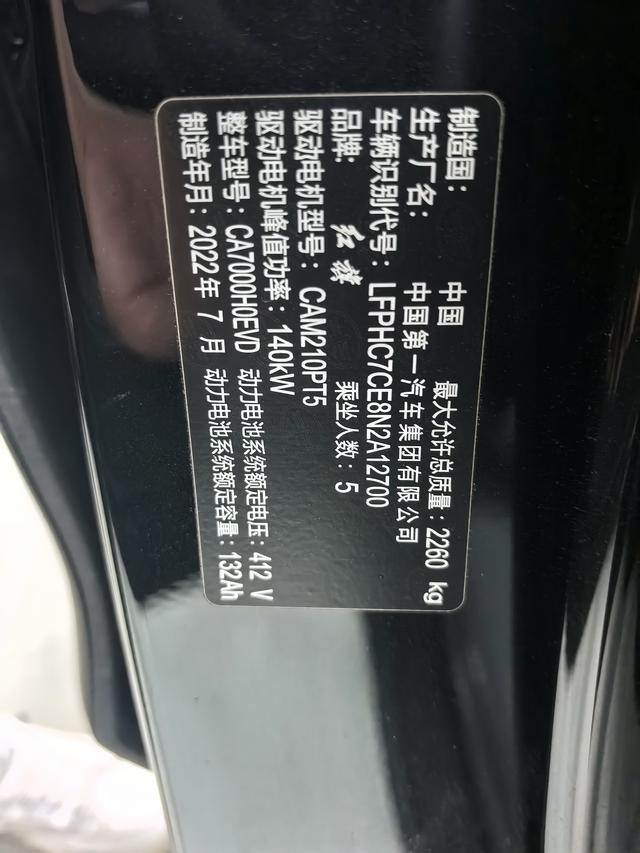 制造国: 中国 最大允许总质量: 2260 kg
生产厂名: 中国第一汽车集团有限公司
车辆识别代号: LFPHC7CE8N2A12700
品牌: 红旗 乘坐人数: 5
驱动电机型号: CAM210PT5
驱动电机峰值功率: 140kW
整车型号: CA7000H0EVD 动力电池系统额定电压: 412 V
制造年月: 2022年 7 月 动力电池系统额定容量: 132Ah